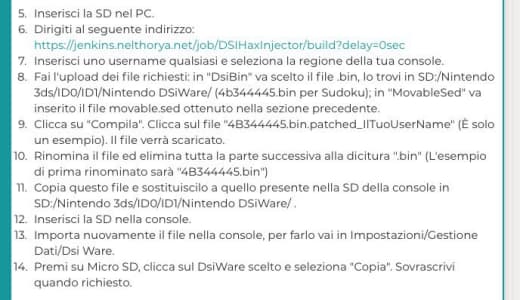 5. Inserisci la SD nel PC.
6. Dirigiti al seguente indirizzo:
https://jenkins.nelthorya.net/job/DSIHaxInjector/build?delay=0sec
7. Inserisci uno username qualsiasi e seleziona la regione della tua console.
8. Fai l'upload dei file richiesti: in "DsiBin" va scelto il file .bin, lo trovi in SD:/Nintendo
3ds/ID0/ID1/Nintendo DSiWare/ (4b344445.bin per Sudoku); in "MovableSed" va
inserito il file movable.sed ottenuto nella sezione precedente.
9. Clicca su "Compila". Clicca sul file "4B344445.bin.patched_IlTuoUserName" (È solo
un esempio). Il file verrà scaricato.
10. Rinomina il file ed elimina tutta la parte successiva alla dicitura ".bin" (L'esempio
di prima rinominato sarà "4B344445.bin")
11. Copia questo file e sostituiscilo a quello presente nella SD della console in
SD:/Nintendo 3ds/ID0/ID1/Nintendo DSiWare/ .
12. Inserisci la SD nella console.
13. Importa nuovamente il file nella console, per farlo vai in Impostazioni/Gestione
Dati/Dsi Ware.
14. Premi su Micro SD, clicca sul DsiWare scelto e seleziona "Copia". Sovrascrivi
quando richiesto.